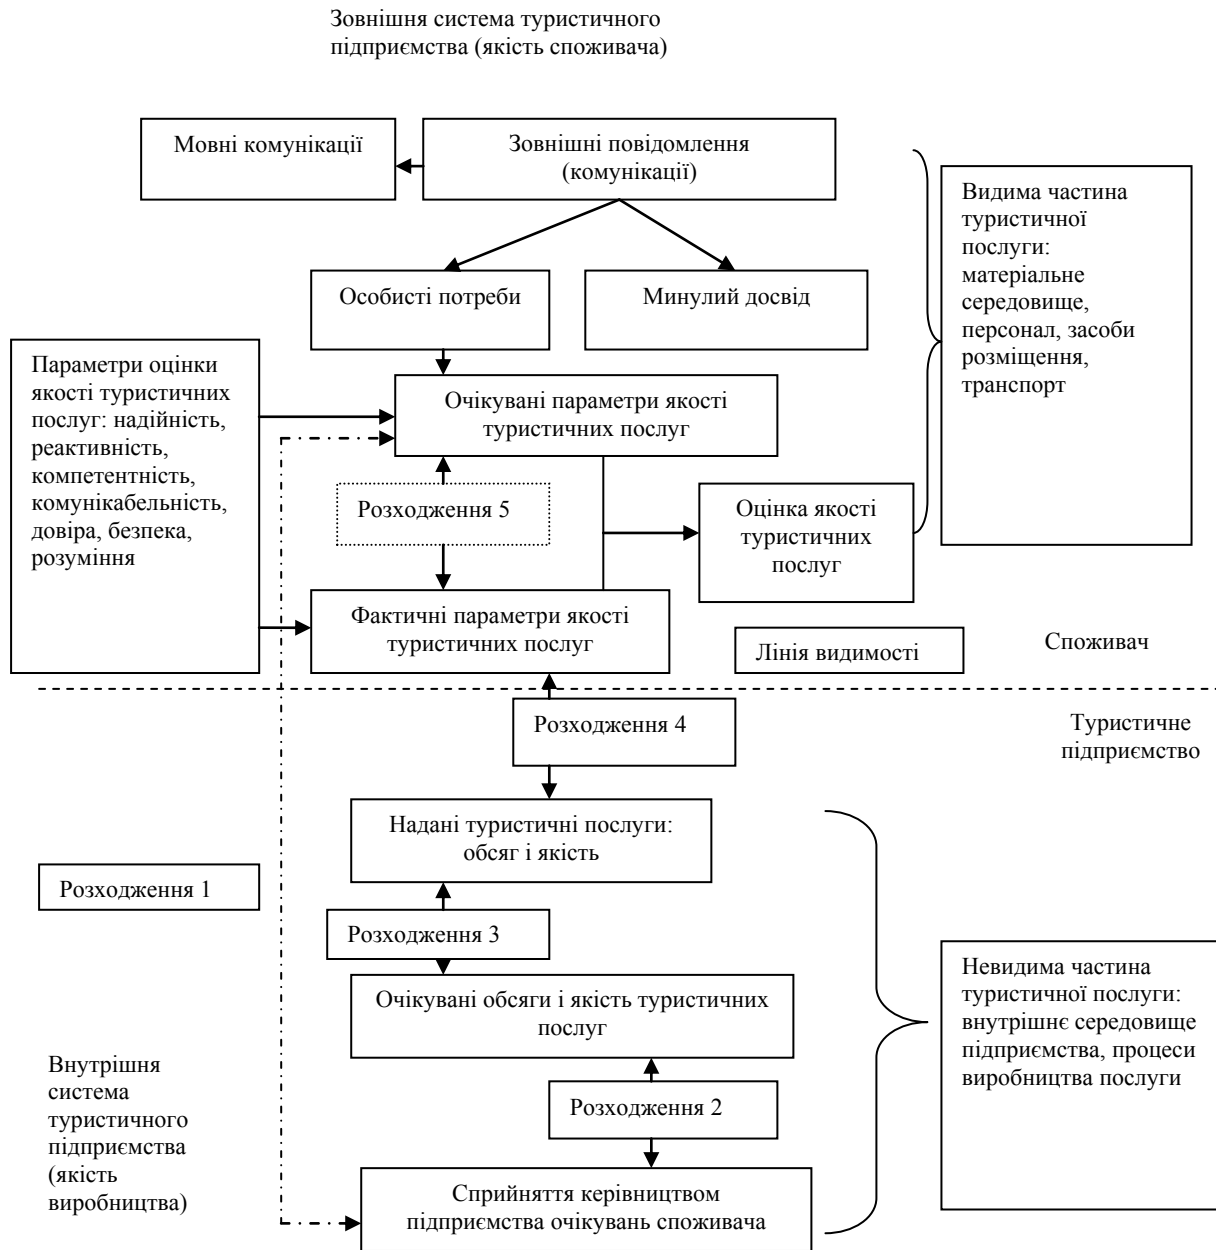 Зовнішня система туристичного
підприємства (якість споживача)
Мовні комунікації
Зовнішні повідомлення
(комунікації)
Видима частина
туристичної
послуги:
матеріальне
середовище,
персонал, засоби
розміщення,
транспорт
Особисті потреби
Минулий досвід
Параметри оцінки
якості туристичних
послуг: надійність,
реактивність,
компетентність,
комунікабельність,
довіра, безпека,
розуміння
Очікувані параметри якості
туристичних послуг
Розходження 5
Оцінка якості
туристичних
послуг
Фактичні параметри якості
туристичних послуг
Лінія видимості
Споживач
Розходження 4
Туристичне
підприємство
Надані туристичні послуги:
обсяг і якість
Розходження 1
Розходження 3
Очікувані обсяги і якість туристичних
послуг
Невидима частина
туристичної послуги:
внутрішнє середовище
підприємства, процеси
виробництва послуги
Внутрішня
система
туристичного
підприємства
(якість
виробництва)
Розходження 2
Сприйняття керівництвом
підприємства очікувань споживача